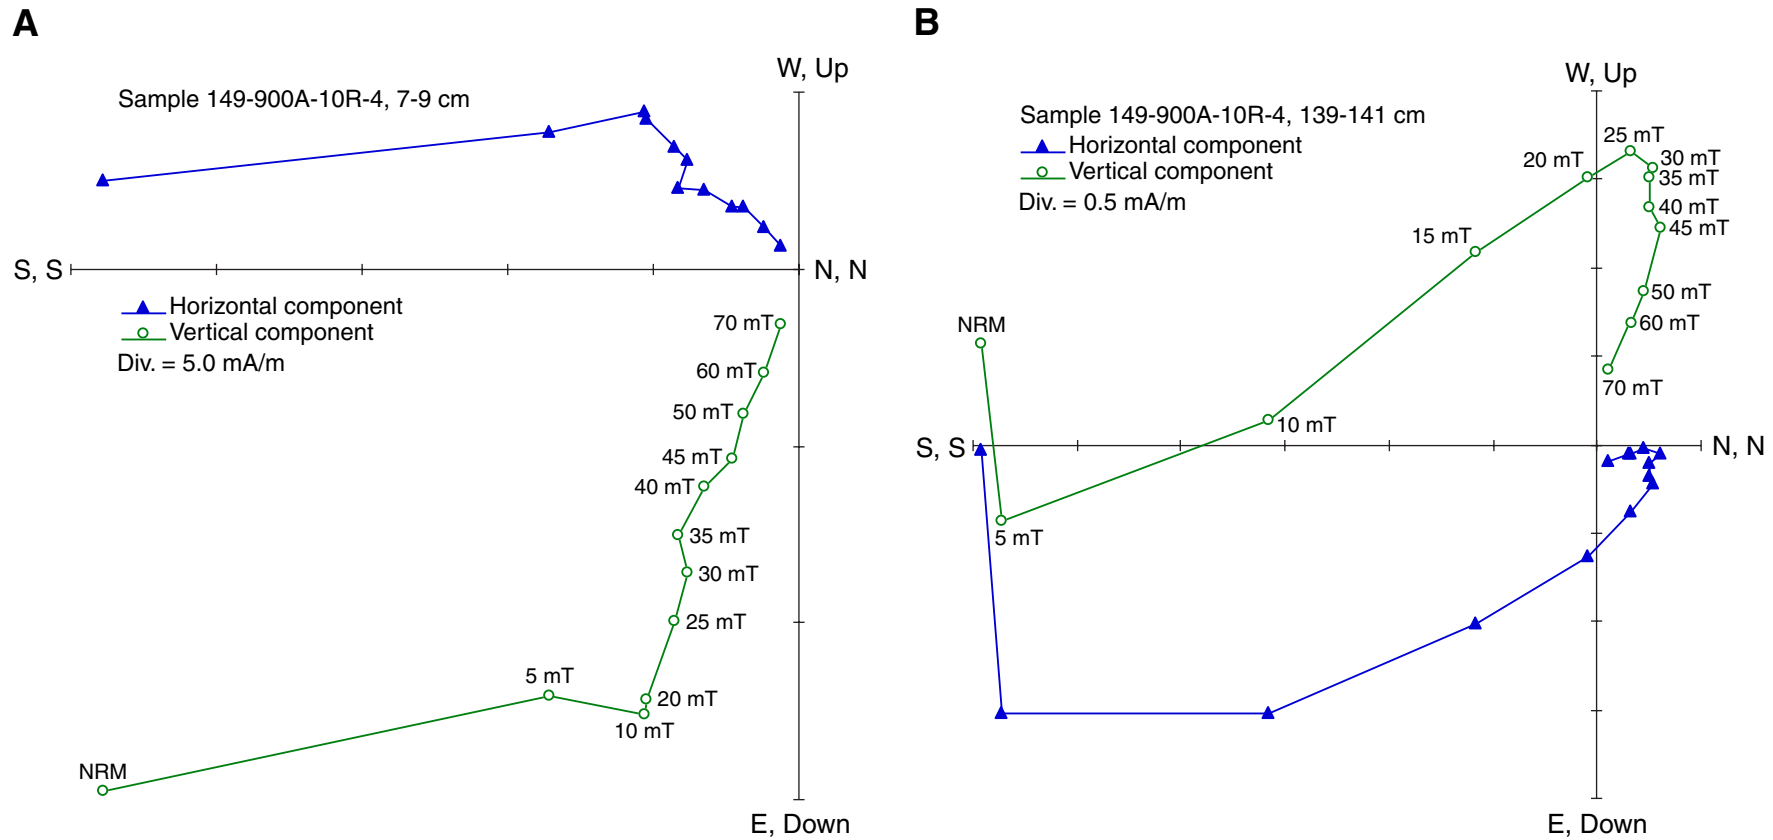 A
W, Up
Sample 149-900A-10R-4, 7-9 cm
S, S
N, N
Horizontal component
Vertical component
Div. = 5.0 mA/m
70 mT
60 mT
50 mT
45 mT
40 mT
35 mT
30 mT
25 mT
5 mT
20 mT
10 mT
NRM
E, Down
B
W, Up
Sample 149-900A-10R-4, 139-141 cm
Horizontal component
Vertical component
Div. = 0.5 mA/m
25 mT
20 mT
30 mT
35 mT
40 mT
45 mT
15 mT
50 mT
NRM
60 mT
70 mT
10 mT
S, S
N, N
5 mT
E, Down